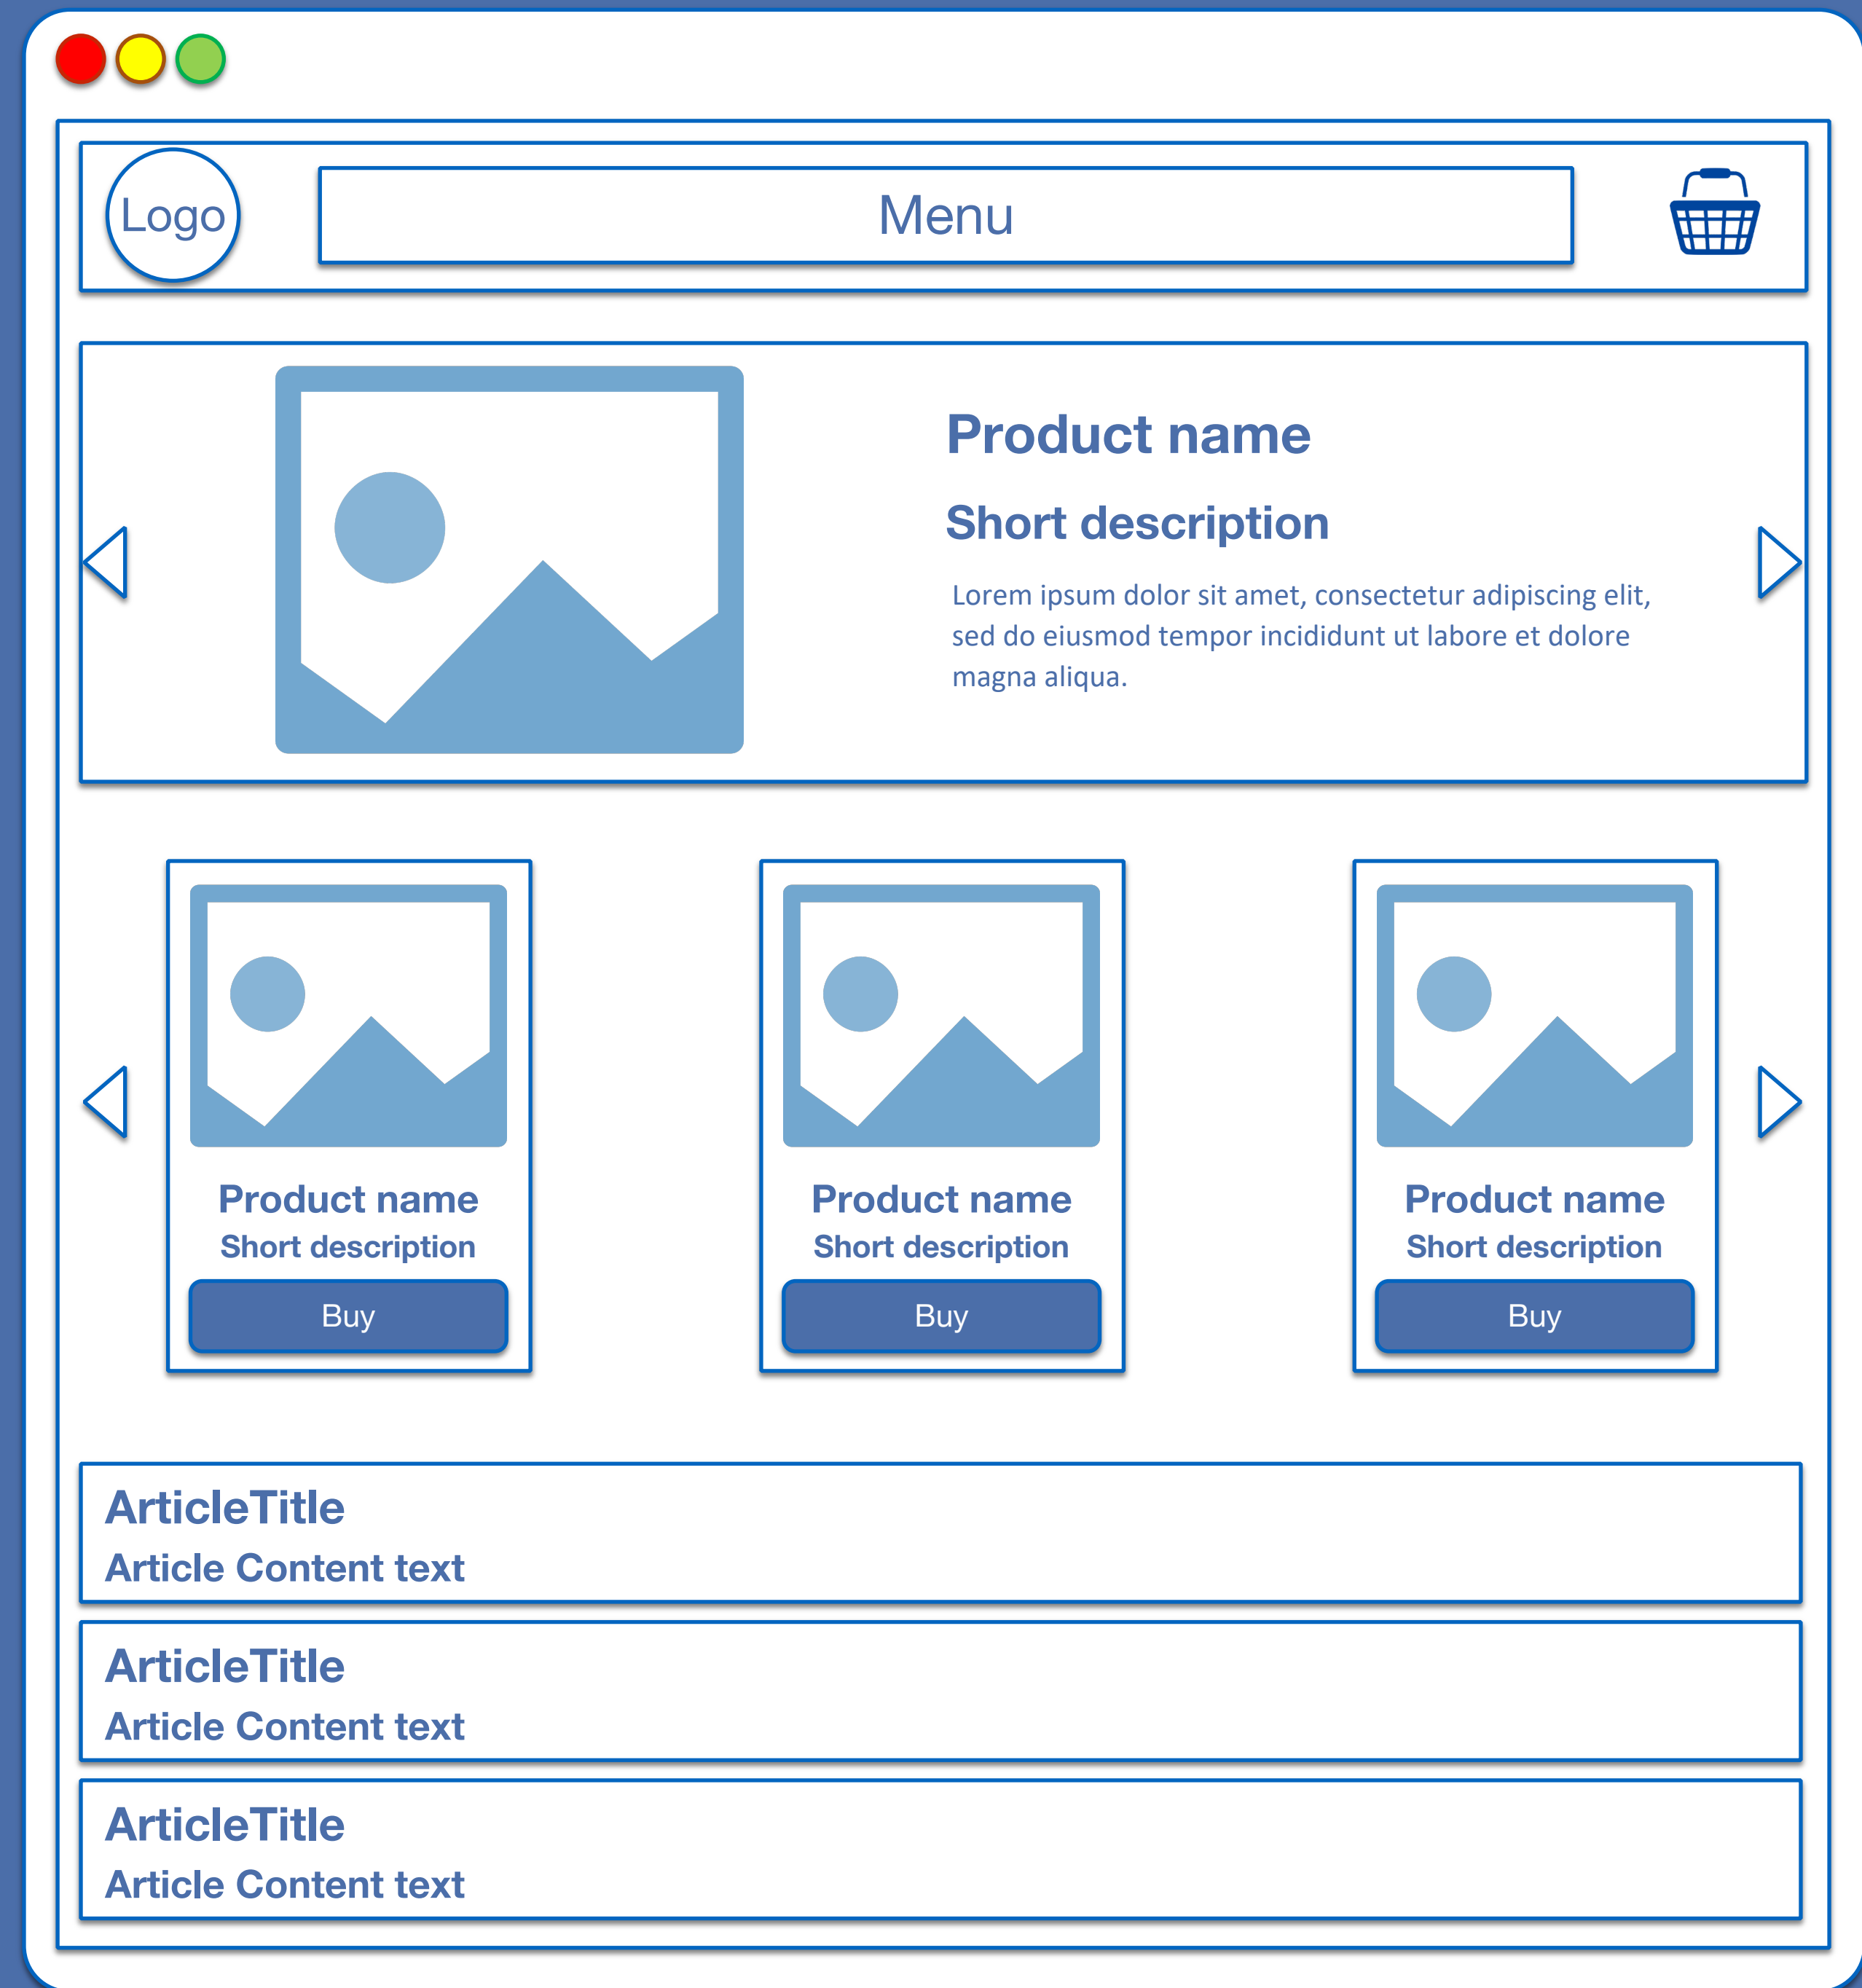 Logo
Menu
Product name
Short description
Lorem ipsum dolor sit amet, consectetur adipiscing elit,
sed do eiusmod tempor incididunt ut labore et dolore
magna aliqua.
Product name
Short description
Buy
Product name
Short description
Buy
Product name
Short description
Buy
ArticleTitle
Article Content text
ArticleTitle
Article Content text
ArticleTitle
Article Content text